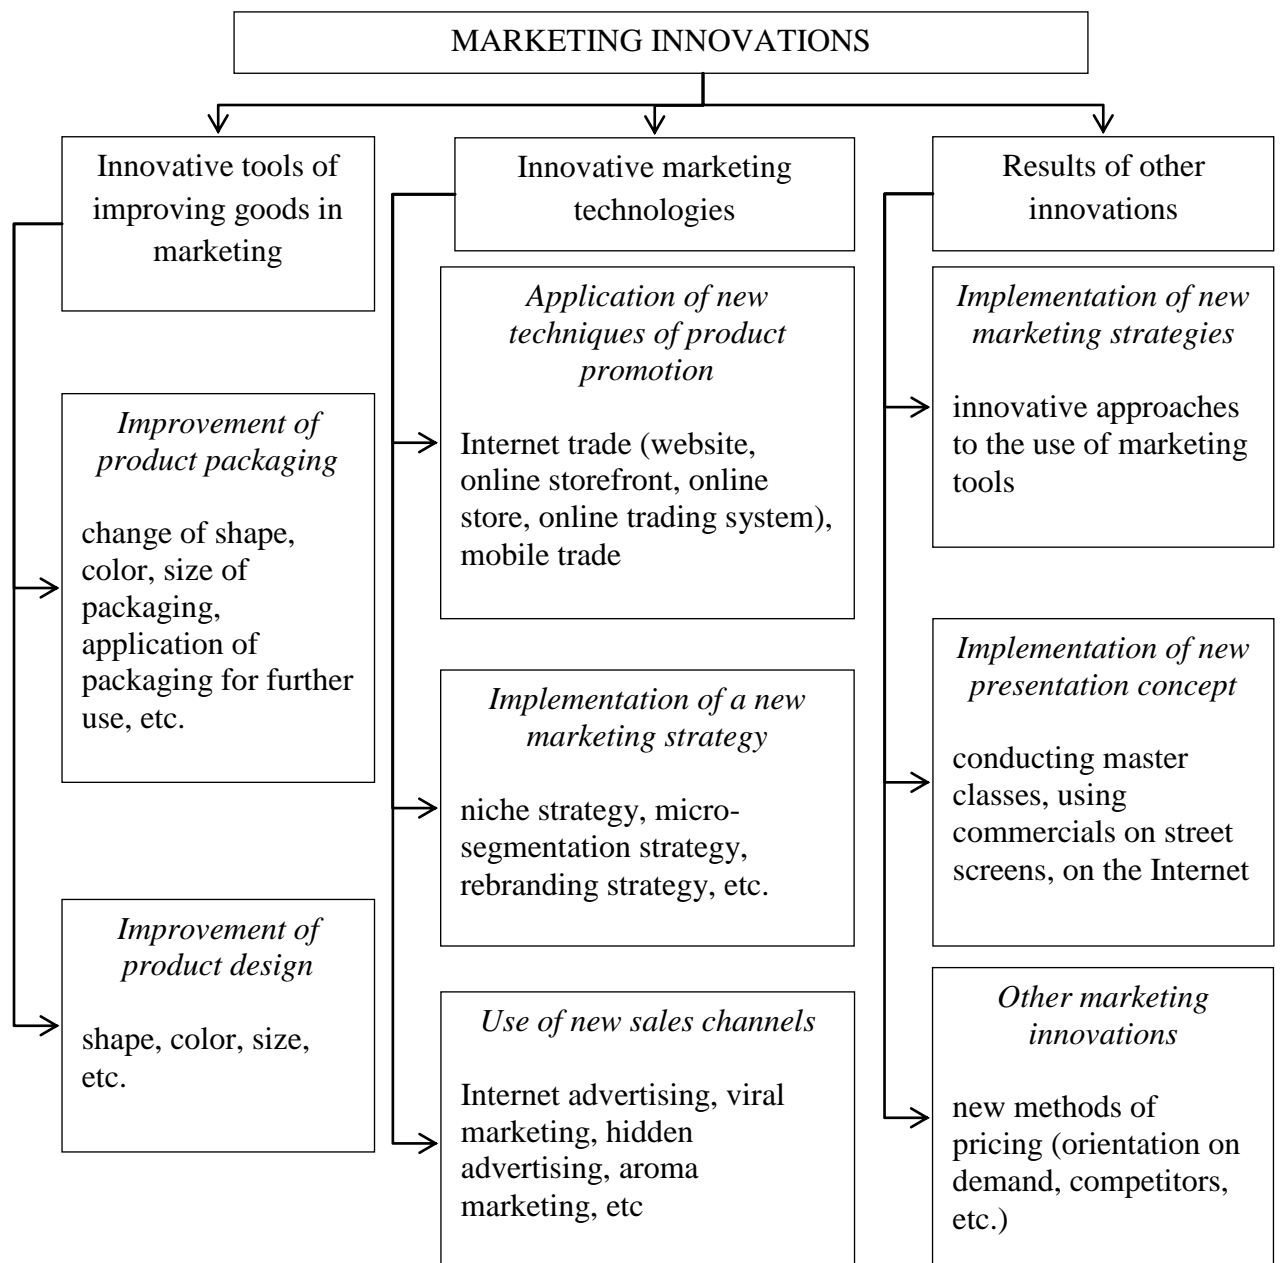 MARKETING INNOVATIONS
Innovative tools of
improving goods in
marketing
Improvement of
product packaging
change of shape,
color, size of
packaging,
application of
packaging for further
use, etc.
Improvement of
product design
shape, color, size,
etc.
Innovative marketing
technologies
Application of new
techniques of product
promotion
Internet trade (website,
online storefront, online
store, online trading system),
mobile trade
Implementation of a new
marketing strategy
niche strategy, micro-
segmentation strategy,
rebranding strategy, etc.
Use of new sales channels
Internet advertising, viral
marketing, hidden
advertising, aroma
marketing, etc
Results of other
innovations
Implementation of new
marketing strategies
innovative approaches
to the use of marketing
tools
Implementation of new
presentation concept
conducting master
classes, using
commercials on street
screens, on the Internet
Other marketing
innovations
new methods of
pricing (orientation on
demand, competitors,
etc.)